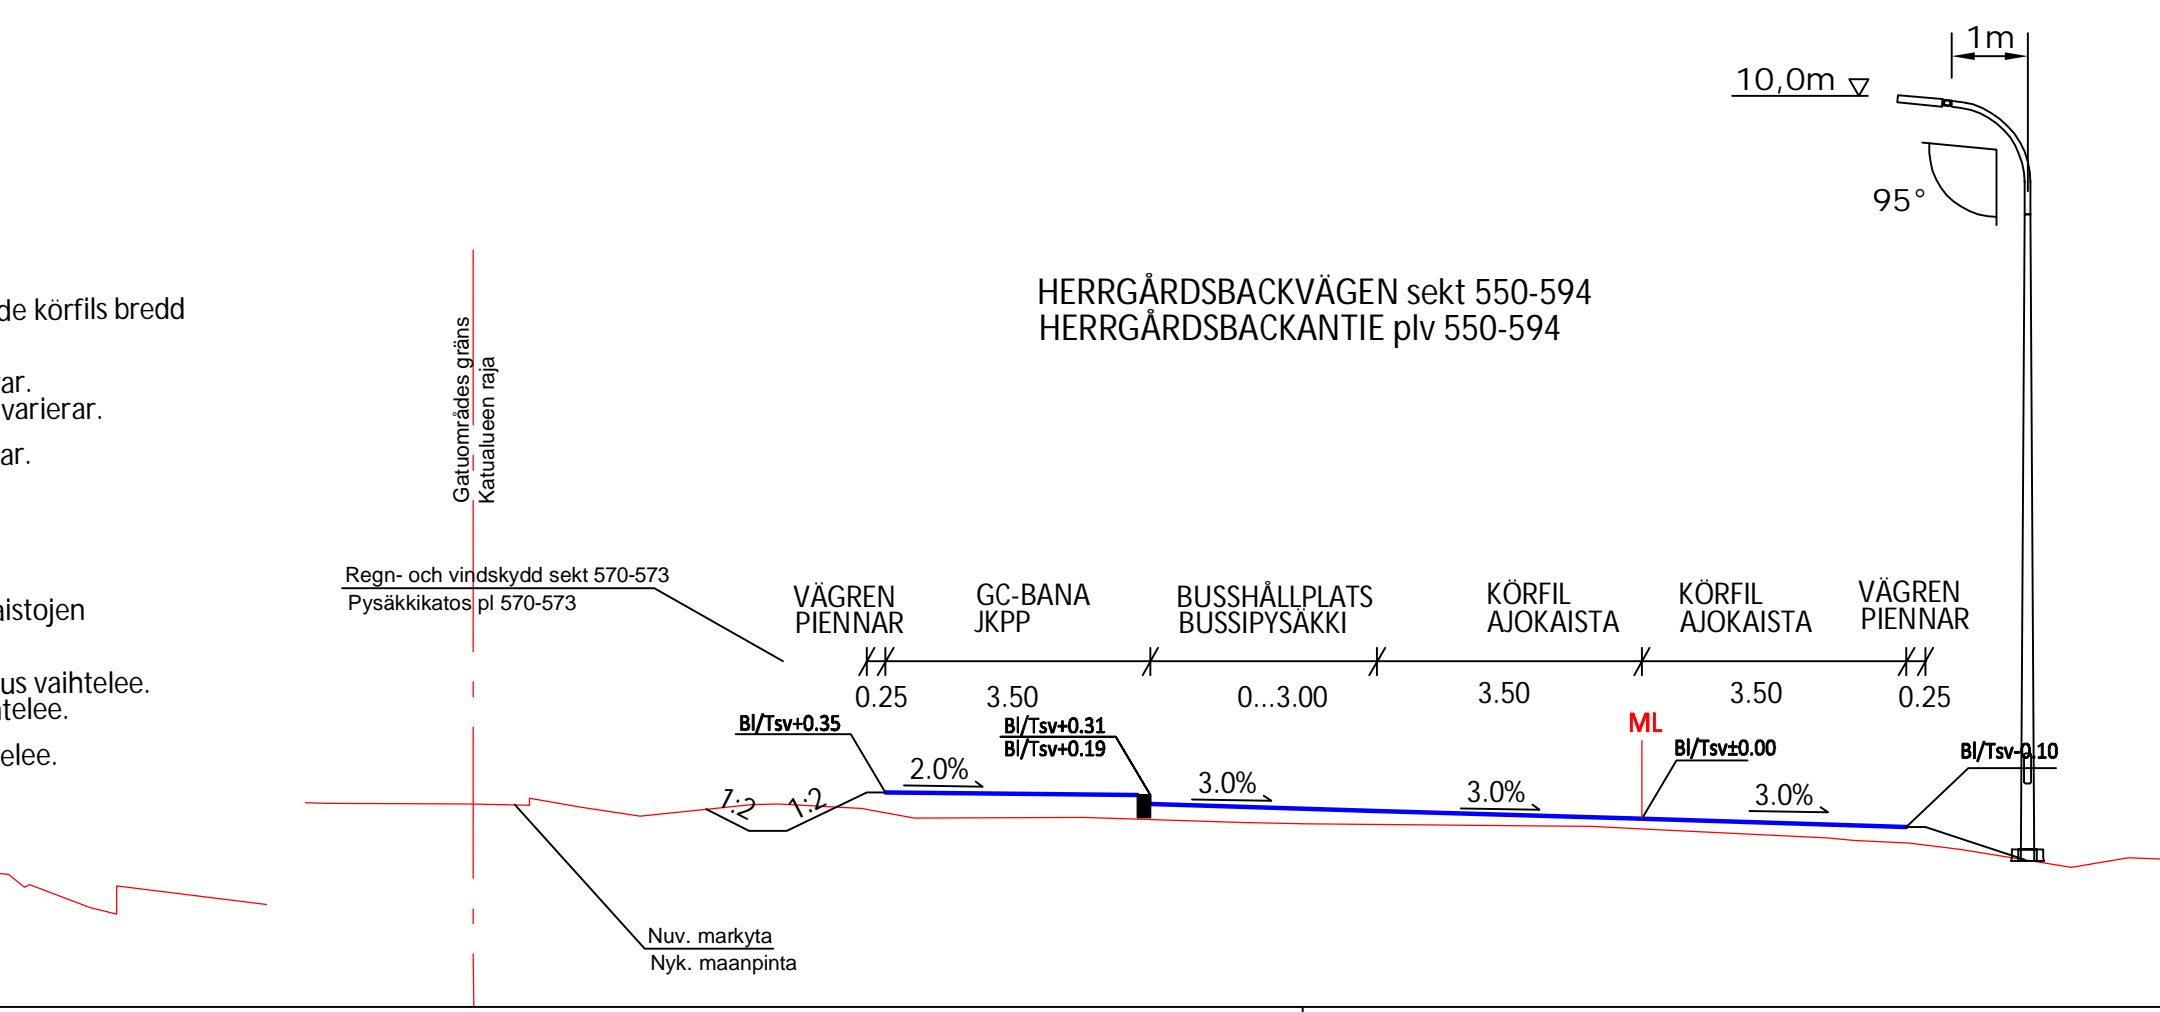 1m
10,0m
95°
HERRGÅRDSBACKVÄGEN sekt 550-594
HERRGÅRDSBACKANTIE plv 550-594
de körfils bredd
ar.
varierar.
ar.
Gatuområdes gräns
Katualueen raja
Regn- och vindskydd sekt 570-573
Pysäkkikatos pl 570-573
aistojen
us vaihtelee.
telee.
elee.
VÄGREN
PIENNAR
GC-BANA
JKPP
BUSSHÅLLPLATS
BUSSIPYSÄKKI
KÖRFIL
AJOKAISTA
KÖRFIL
AJOKAISTA
VÄGREN
PIENNAR
0.25
3.50
0...3.00
3.50
3.50
0.25
Bl/Tsv+0.35
Bl/Tsv+0.31
Bl/Tsv+0.19
ML
Bl/Tsv±0.00
Bl/Tsv-0.10
1:2
1:2
2.0%
3.0%
3.0%
3.0%
Nuv. markyta
Nyk. maanpinta